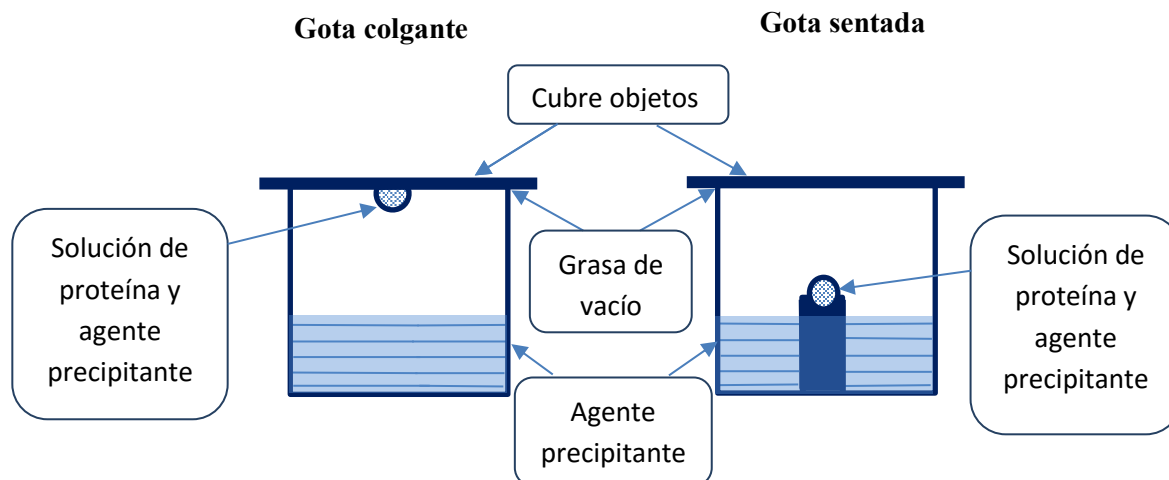 Gota colgante
Gota sentada
Cubre objetos
Solución de
proteína y
agente
precipitante
Grasa de
vacío
Solución de
proteína y
agente
precipitante
Agente
precipitante